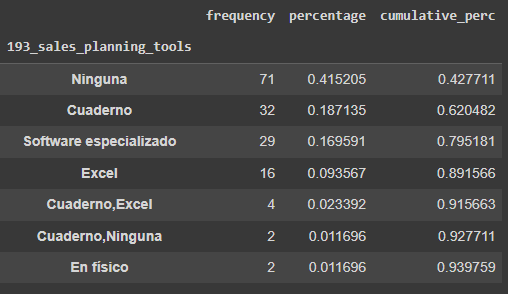 frequency percentage cumulative_perc
193_sales_planning_tools
Ninguna 71 0.415205 0.427711
Cuaderno 32 0.187135 0.620482
Software especializado 29 0.169591 0.795181
Excel 16 0.093567 0.891566
Cuaderno,Excel 4 0.023392 0.915663
Cuaderno,Ninguna 2 0.011696 0.927711
En físico 2 0.011696 0.939759